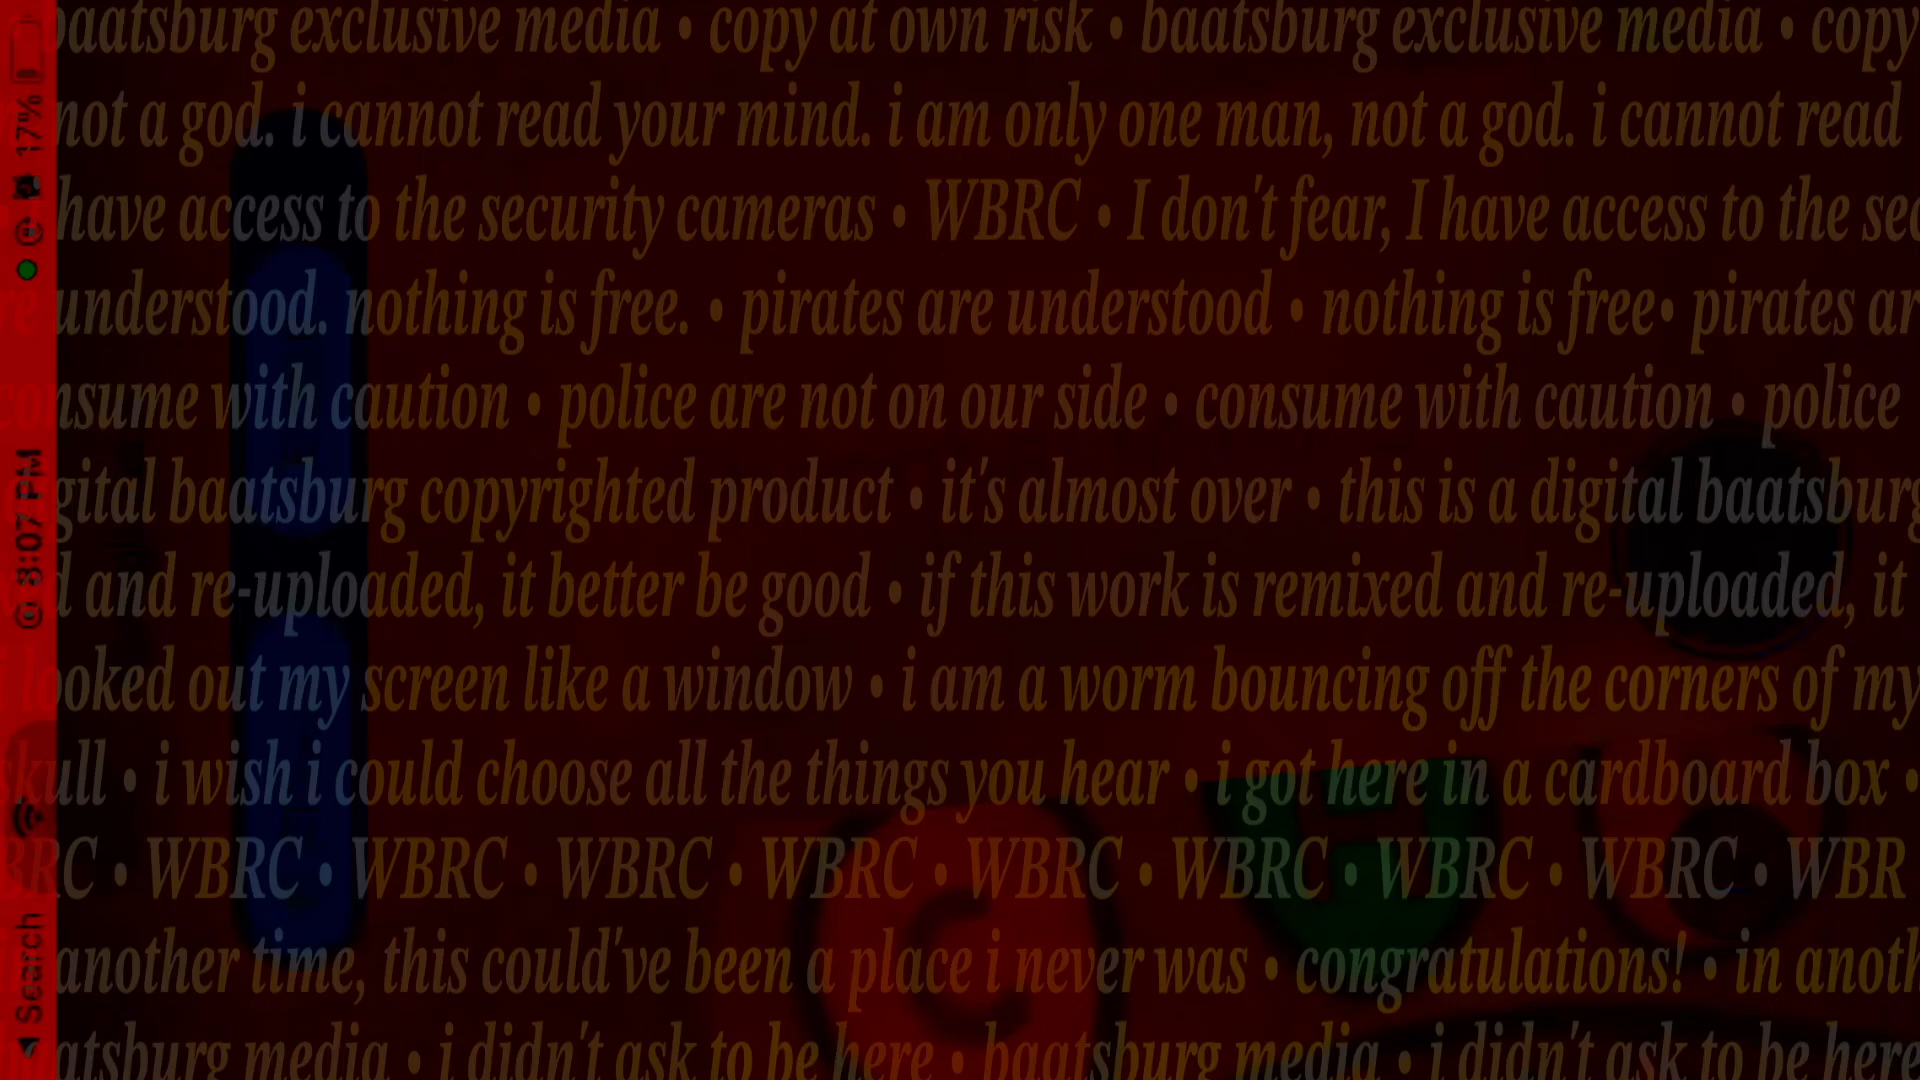 baatsburg exclusive media • copy at own risk • baatsburg exclusive media • copy
not a god. i cannot read your mind. i am only one man, not a god. i cannot read
have access to the security cameras • WBRC • I don't fear, I have access to the sec
re understood. nothing is free. • pirates are understood • nothing is free• pirates ar
consume with caution • police are not on our side • consume with caution • police
gital baatsburg copyrighted product • it's almost over • this is a digital baatsburg
d and re-uploaded, it better be good • if this work is remixed and re-uploaded, it
i looked out my screen like a window • i am a worm bouncing off the corners of my
skull • i wish i could choose all the things you hear • i got here in a cardboard box •
BRC • WBRC • WBRC • WBRC • WBRC • WBRC • WBRC • WBRC • WBRC • WBR
another time, this could've been a place i never was • congratulations! • in anoth
atsburg media • i didn't ask to be here • baatsburg media • i didn't ask to be here
Search
8:07 PM
17%
C